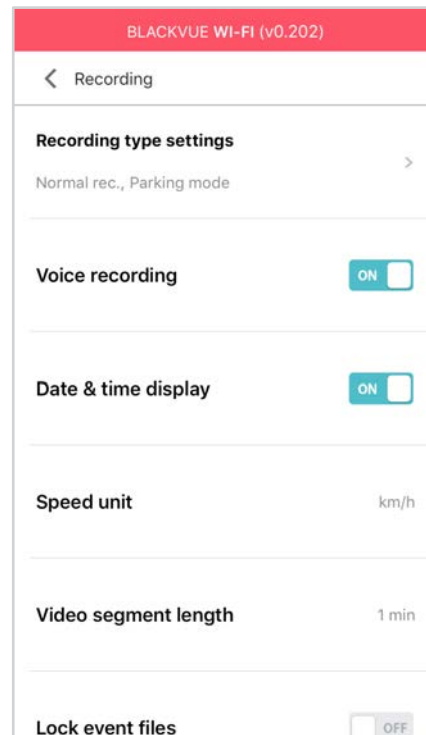 BLACKVUE WI-FI (v0.202)
Recording
Recording type settings
Normal rec., Parking mode
Voice recording ON
Date & time display ON
Speed unit km/h
Video segment length 1 min
Lock event files OFF